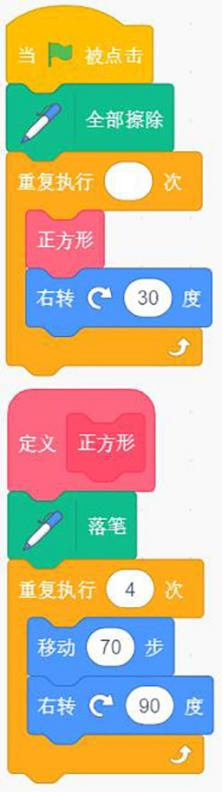 当 被点击
全部擦除
重复执行 次
正方形
右转 30 度
定义 正方形
落笔
重复执行 4 次
移动 70 步
右转 90 度